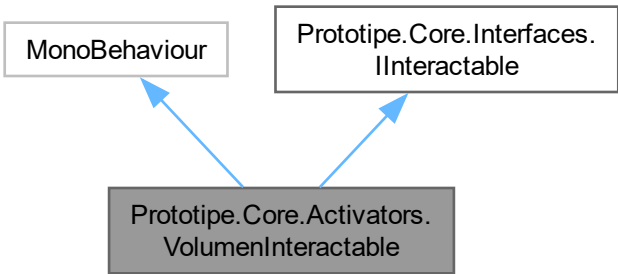 MonoBehaviour
Prototipe.Core.Interfaces.
IInteractable
Prototipe.Core.Activators.
VolumenInteractable